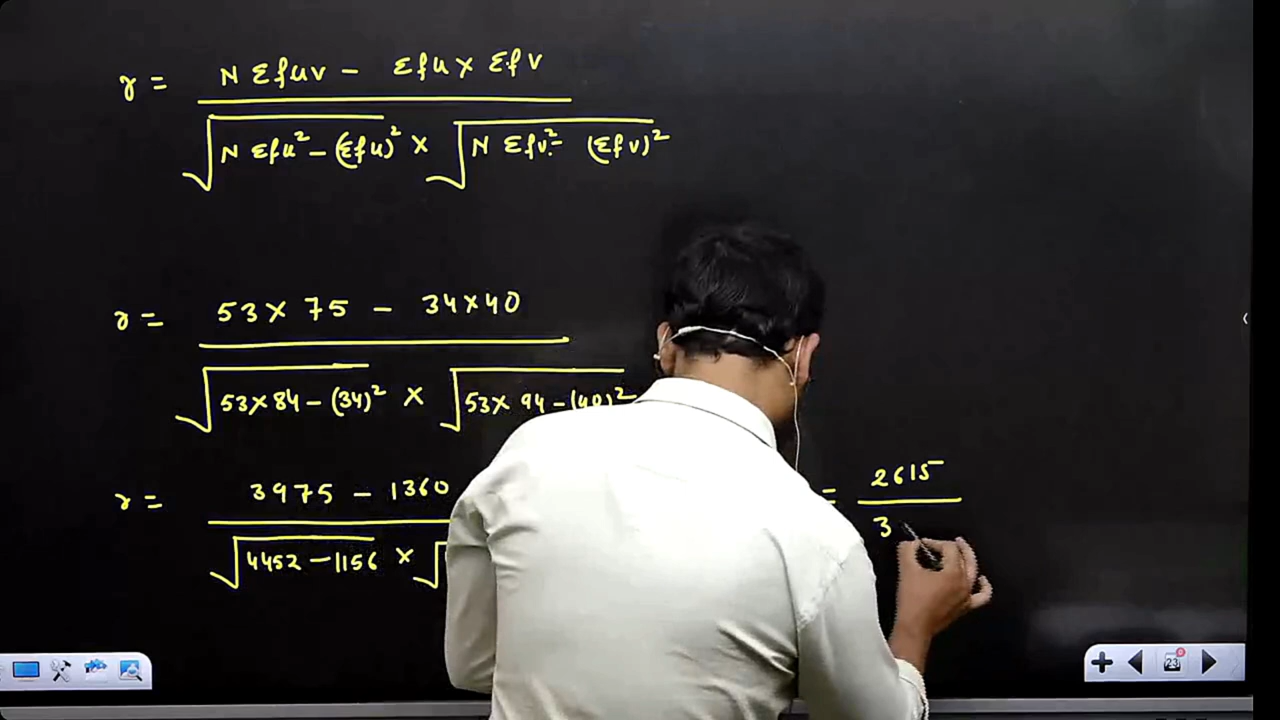 r = N Σfuv - Σfu × Σfv
√N Σfu² - (Σfu)² × √N Σfv² - (Σfv)²
r = 53 × 75 - 34 × 40
√53 × 84 - (34)² × √53 × 94 - (40)²
r = 3975 - 1360
√4452 - 1156 × √
= 2615
3
23